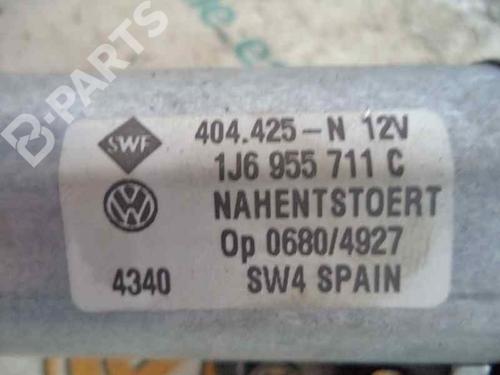 B-PARTS
SWF
404.425-N 12V
1J6 955 711 C
NAHENTSTOERT
Op 0680/4927
4340 SW4 SPAIN